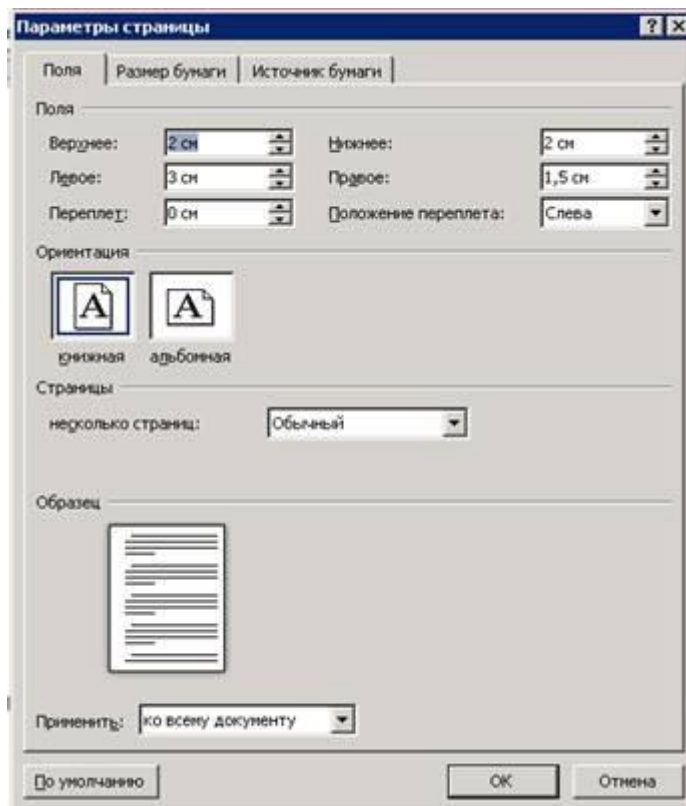 Параметры страницы
Поля Размер бумаги Источник бумаги
Поля
Верхнее: 2 см Нижнее: 2 см
Левое: 3 см Правое: 1,5 см
Переплет: 0 см Положение переплета: Слева
Ориентация
A A
книжная альбомная
Страницы
несколько страниц: Обычный
Образец
Применить: ко всему документу
По умолчанию ОК Отмена